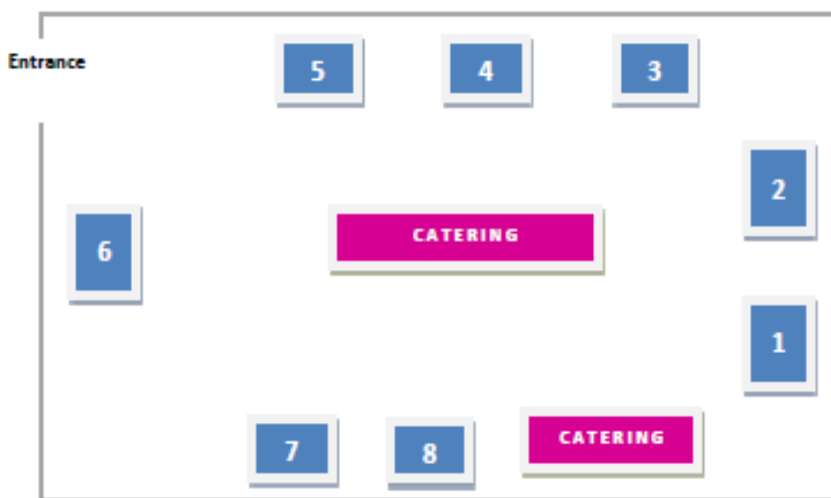 Entrance
5 4 3
2
6
CATERING
1
7 8
CATERING